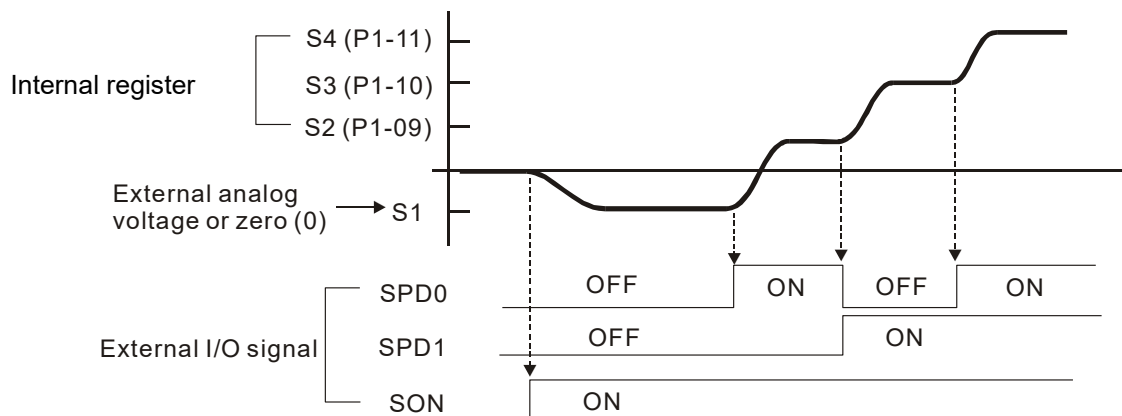 S4 (P1-11)
Internal register
S3 (P1-10)
S2 (P1-09)
External analog
voltage or zero (0)
S1
SPD0
OFF
ON
OFF
ON
External I/O signal
SPD1
OFF
ON
SON
ON